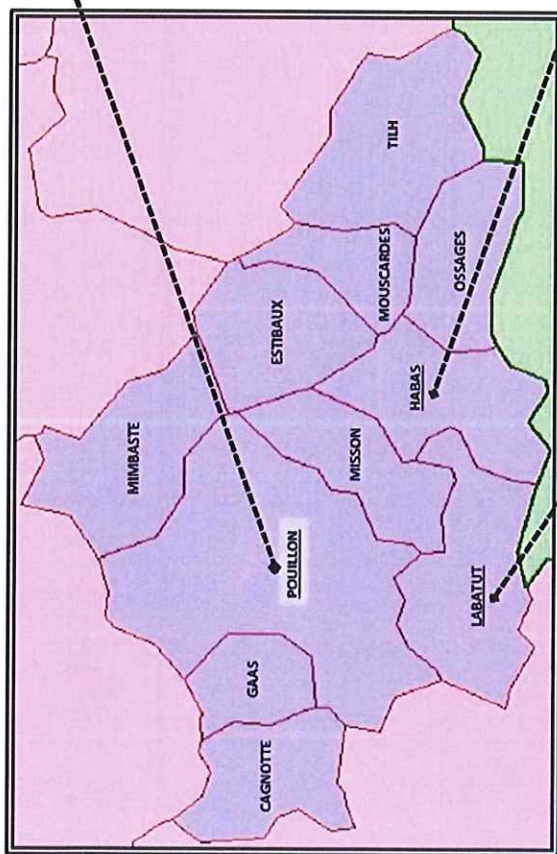 MIMBASTE
TILH
ESTIBAUX
MOUSCARDES
OSSAGES
POUILLON
MISSON
HABAS
GAAS
CAGNOTTE
LABATUT